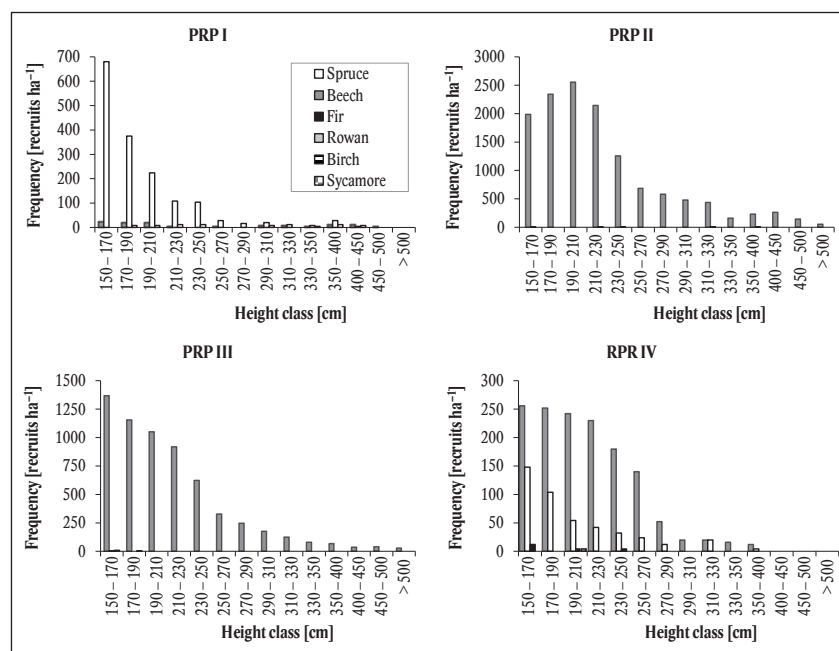 PRP I
Frequency [recruits ha⁻¹]
700
600
500
400
300
200
100
0
Spruce
Beech
Fir
Rowan
Birch
Sycamore
150 – 170
170 – 190
190 – 210
210 – 230
230 – 250
250 – 270
270 – 290
290 – 310
310 – 330
330 – 350
350 – 400
400 – 450
450 – 500
> 500
Height class [cm]
PRP II
Frequency [recruits ha⁻¹]
3000
2500
2000
1500
1000
500
0
150 – 170
170 – 190
190 – 210
210 – 230
230 – 250
250 – 270
270 – 290
290 – 310
310 – 330
330 – 350
350 – 400
400 – 450
450 – 500
> 500
Height class [cm]
PRP III
Frequency [recruits ha⁻¹]
1500
1250
1000
750
500
250
0
150 – 170
170 – 190
190 – 210
210 – 230
230 – 250
250 – 270
270 – 290
290 – 310
310 – 330
330 – 350
350 – 400
400 – 450
450 – 500
> 500
Height class [cm]
RPR IV
Frequency [recruits ha⁻¹]
300
250
200
150
100
50
0
150 – 170
170 – 190
190 – 210
210 – 230
230 – 250
250 – 270
270 – 290
290 – 310
310 – 330
330 – 350
350 – 400
400 – 450
450 – 500
> 500
Height class [cm]